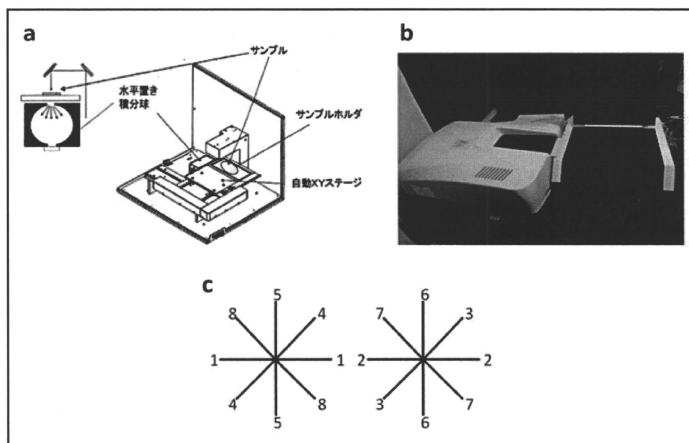 a
サンプル
水平置き
積分球
サンプルホルダ
自動XYステージ
b
c
5
8 4
1 1
4 8
5
6
7 3
2 2
3 7
6